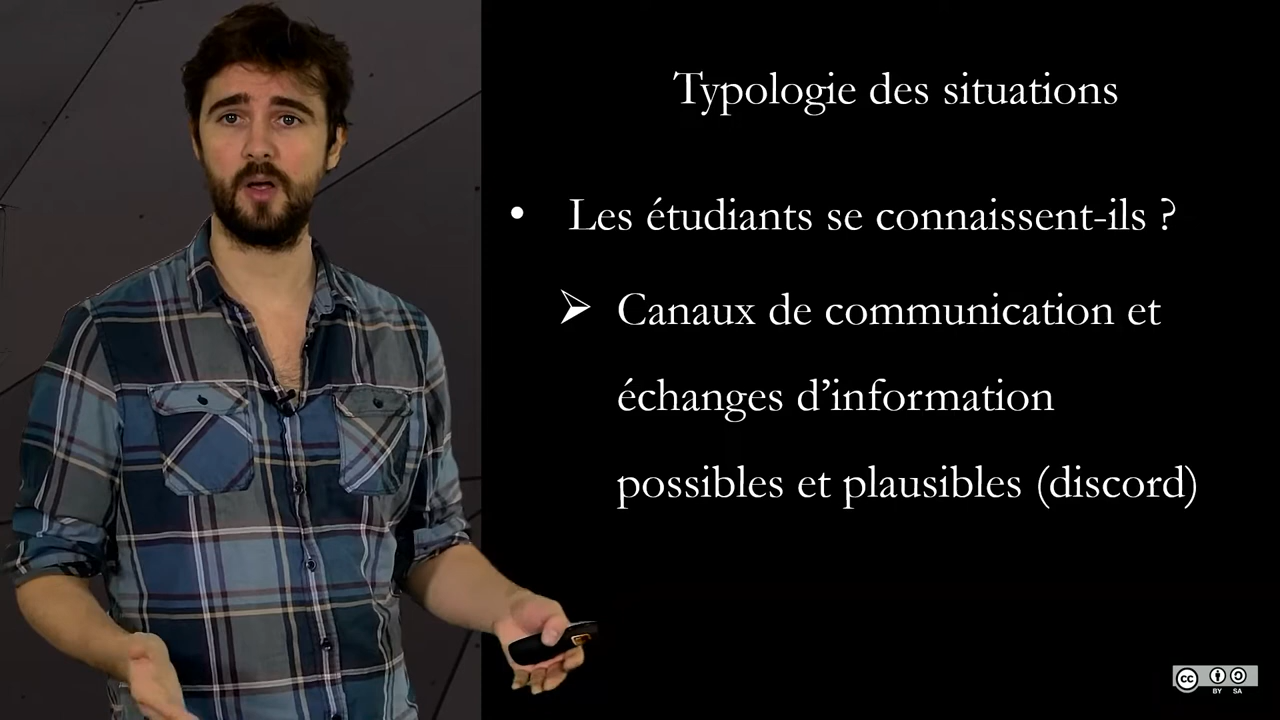 Typologie des situations
• Les étudiants se connaissent-ils ?
➢ Canaux de communication et
échanges d’information
possibles et plausibles (discord)
cc
BY SA